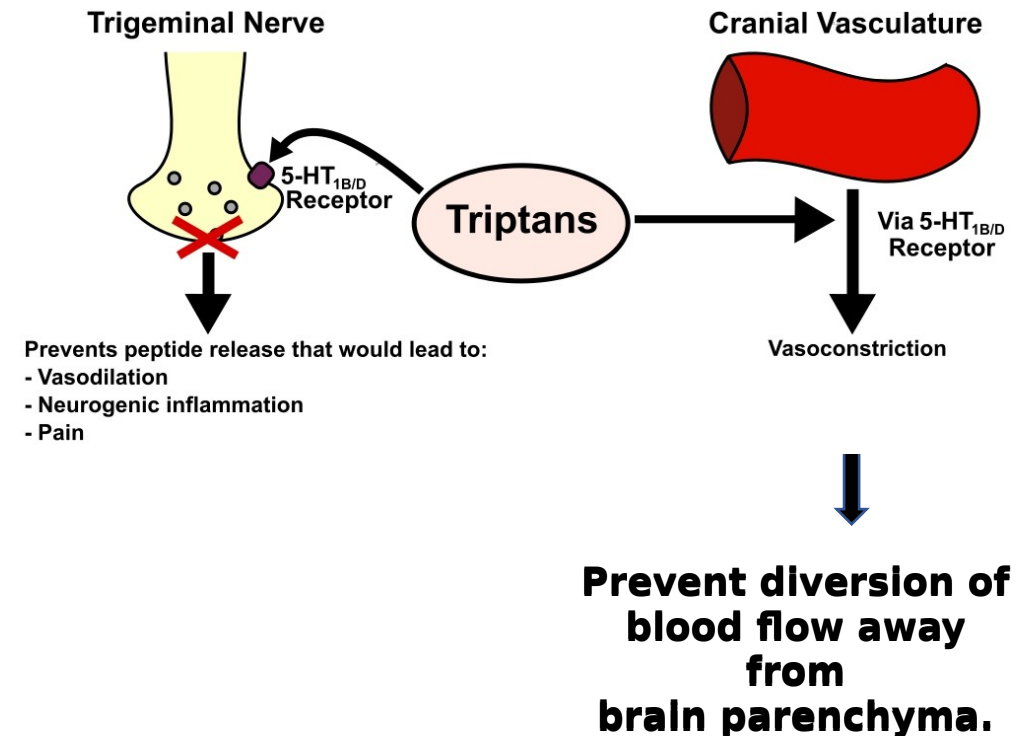 Trigeminal Nerve
Cranial Vasculature
5-HT1B/D
Receptor
Triptans
Via 5-HT1B/D
Receptor
Prevents peptide release that would lead to:
- Vasodilation
- Neurogenic inflammation
- Pain
Vasoconstriction
Prevent diversion of
blood flow away
from
brain parenchyma.